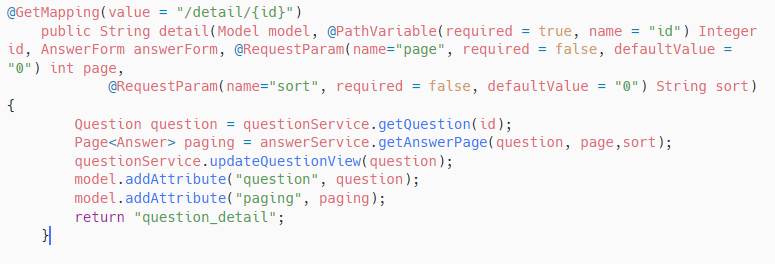 @GetMapping(value = "/detail/{id}")
    public String detail(Model model, @PathVariable(required = true, name = "id") Integer
id, AnswerForm answerForm, @RequestParam(name="page", required = false, defaultValue =
"0") int page,
            @RequestParam(name="sort", required = false, defaultValue = "0") String sort)
{
        Question question = questionService.getQuestion(id);
        Page<Answer> paging = answerService.getAnswerPage(question, page,sort);
        questionService.updateQuestionView(question);
        model.addAttribute("question", question);
        model.addAttribute("paging", paging);
        return "question_detail";
    }